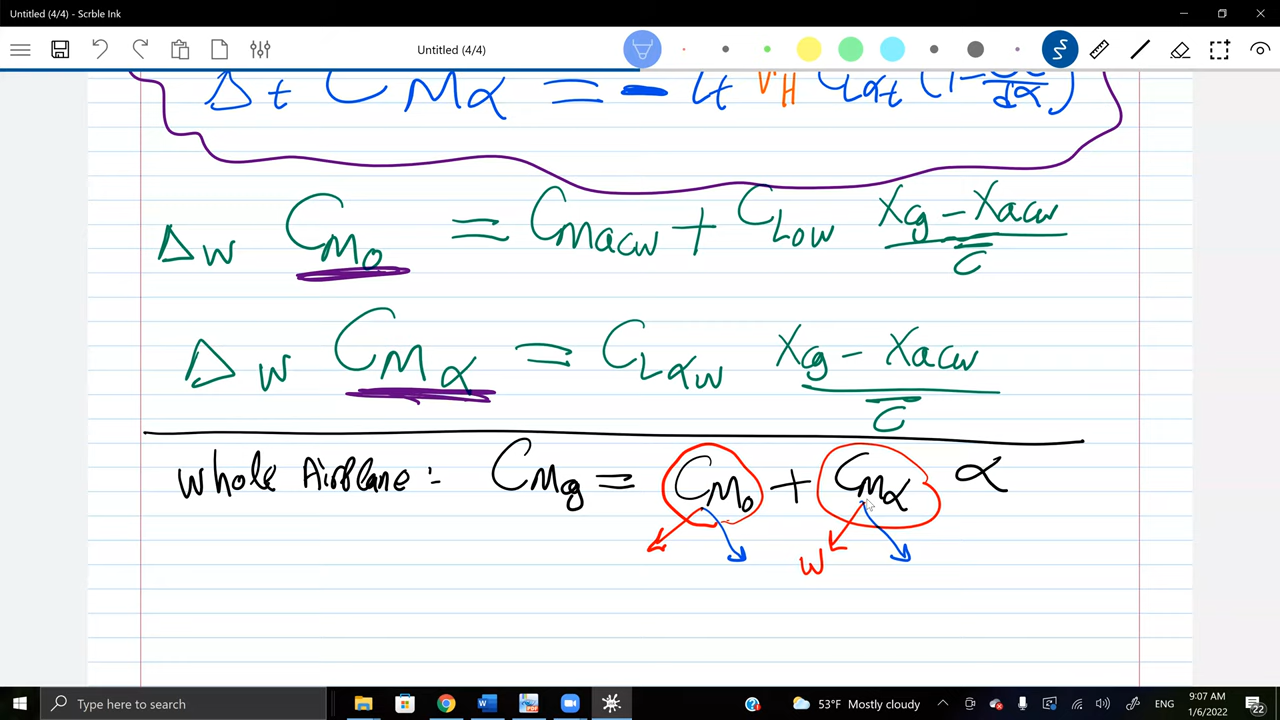 Untitled (4/4) - Scrble Ink
Untitled (4/4)
Δt CMα = - ηt VH CLαt (1 - dε/dα)
Δw CM0 = CMacw + CL0w (Xcg - Xacw)/c̄
Δw CMα = CLαw (Xcg - Xacw)/c̄
whole Airplane: CMg = CM0 + CMα α
W
Type here to search
53°F Mostly cloudy
ENG
9:07 AM
1/6/2022
22